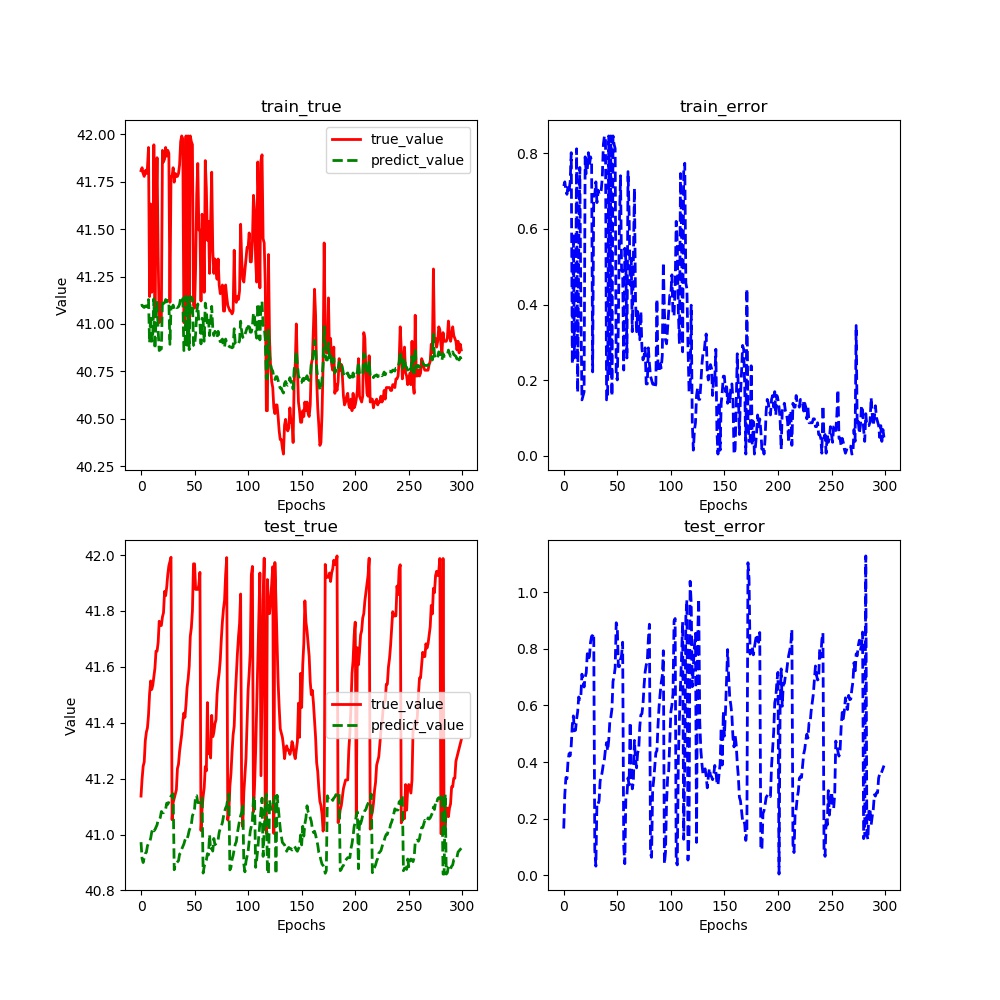 train_true
train_error
42.00
41.75
41.50
41.25
41.00
40.75
40.50
40.25
Value
true_value
predict_value
0 50 100 150 200 250 300
Epochs
0.8
0.6
0.4
0.2
0.0
0 50 100 150 200 250 300
Epochs
test_true
test_error
42.0
41.8
41.6
41.4
41.2
41.0
40.8
Value
true_value
predict_value
0 50 100 150 200 250 300
Epochs
1.0
0.8
0.6
0.4
0.2
0.0
0 50 100 150 200 250 300
Epochs